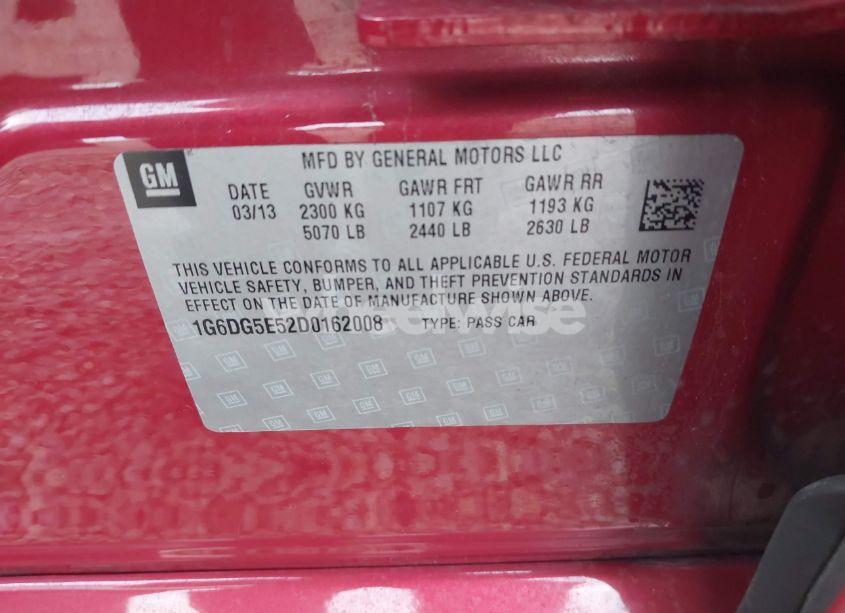 GM
MFD BY GENERAL MOTORS LLC
DATE GVWR GAWR FRT GAWR RR
03/13 2300 KG 1107 KG 1193 KG
5070 LB 2440 LB 2630 LB
THIS VEHICLE CONFORMS TO ALL APPLICABLE U.S. FEDERAL MOTOR
VEHICLE SAFETY, BUMPER, AND THEFT PREVENTION STANDARDS IN
EFFECT ON THE DATE OF MANUFACTURE SHOWN ABOVE.
1G6DG5E52D0162008 TYPE: PASS CAR
wheelwise